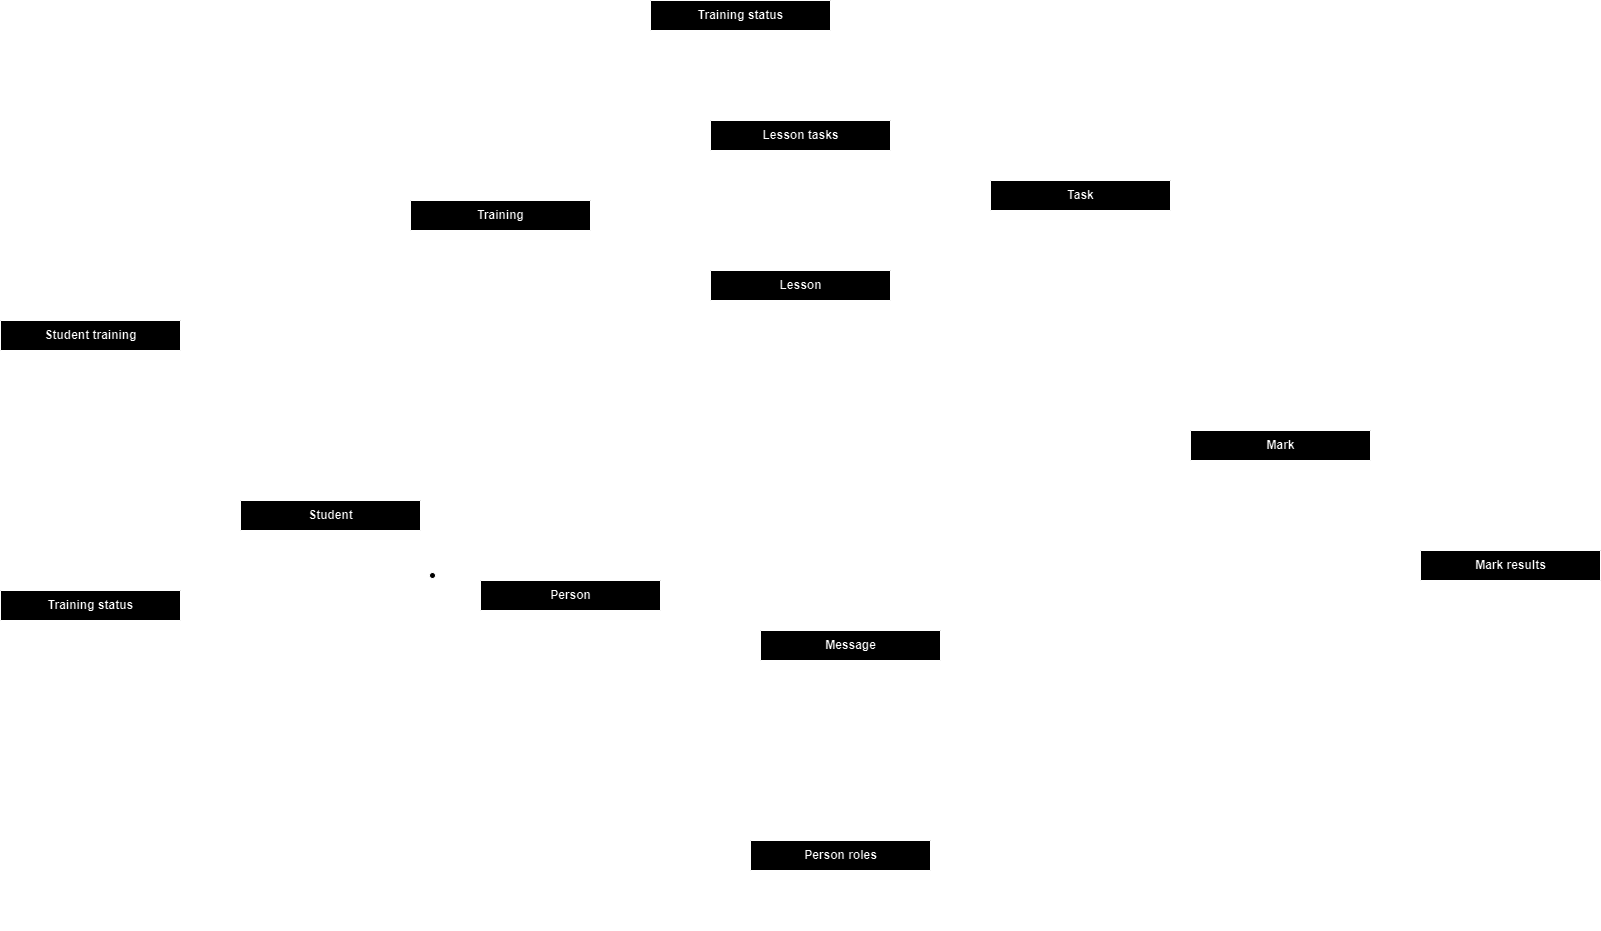 Training status
Lesson tasks
Task
Training
Lesson
Student training
Mark
Student
Mark results
Person
Training status
Message
Person roles